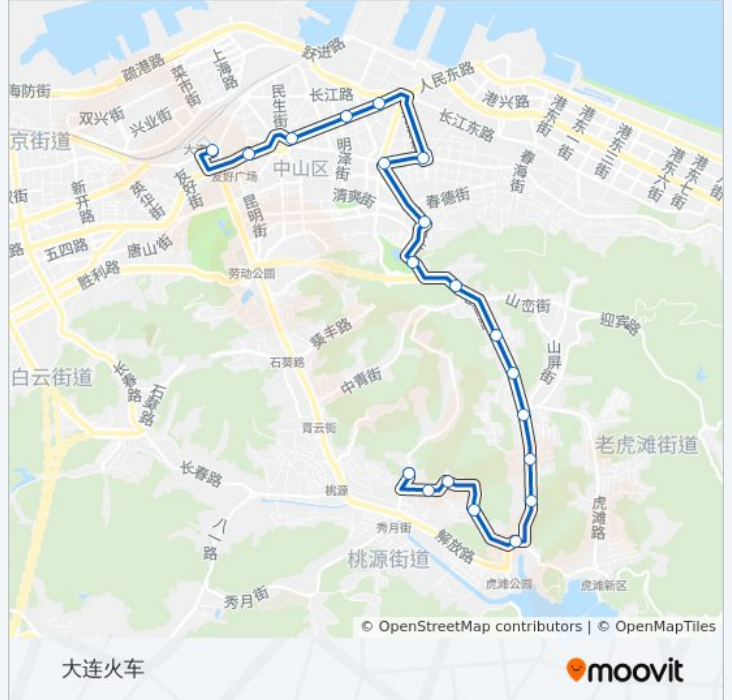 疏港路
菜市街
上海路
跃进路
海防街
民生街
长江路
人民东路
港兴路
双兴街
兴业街
长江东路
港东街
港东一街
港东三街
港东六街
港东七街
京街道
大连
友好广场
中山区
明泽街
春海街
新开路
英华街
友好街
清爽街
春德街
昆明街
五四路
唐山街
胜利路
劳动公园
山峦街
迎宾路
葵丰路
石葵路
山屏街
白云街道
长春路
石葵路
中青街
青云街
老虎滩街道
长春路
桃源
八一路
秀月街
解放路
虎滩路
桃源街道
虎滩公园
虎滩新区
秀月街
© OpenStreetMap contributors | © OpenMapTiles
大连火车
moovit